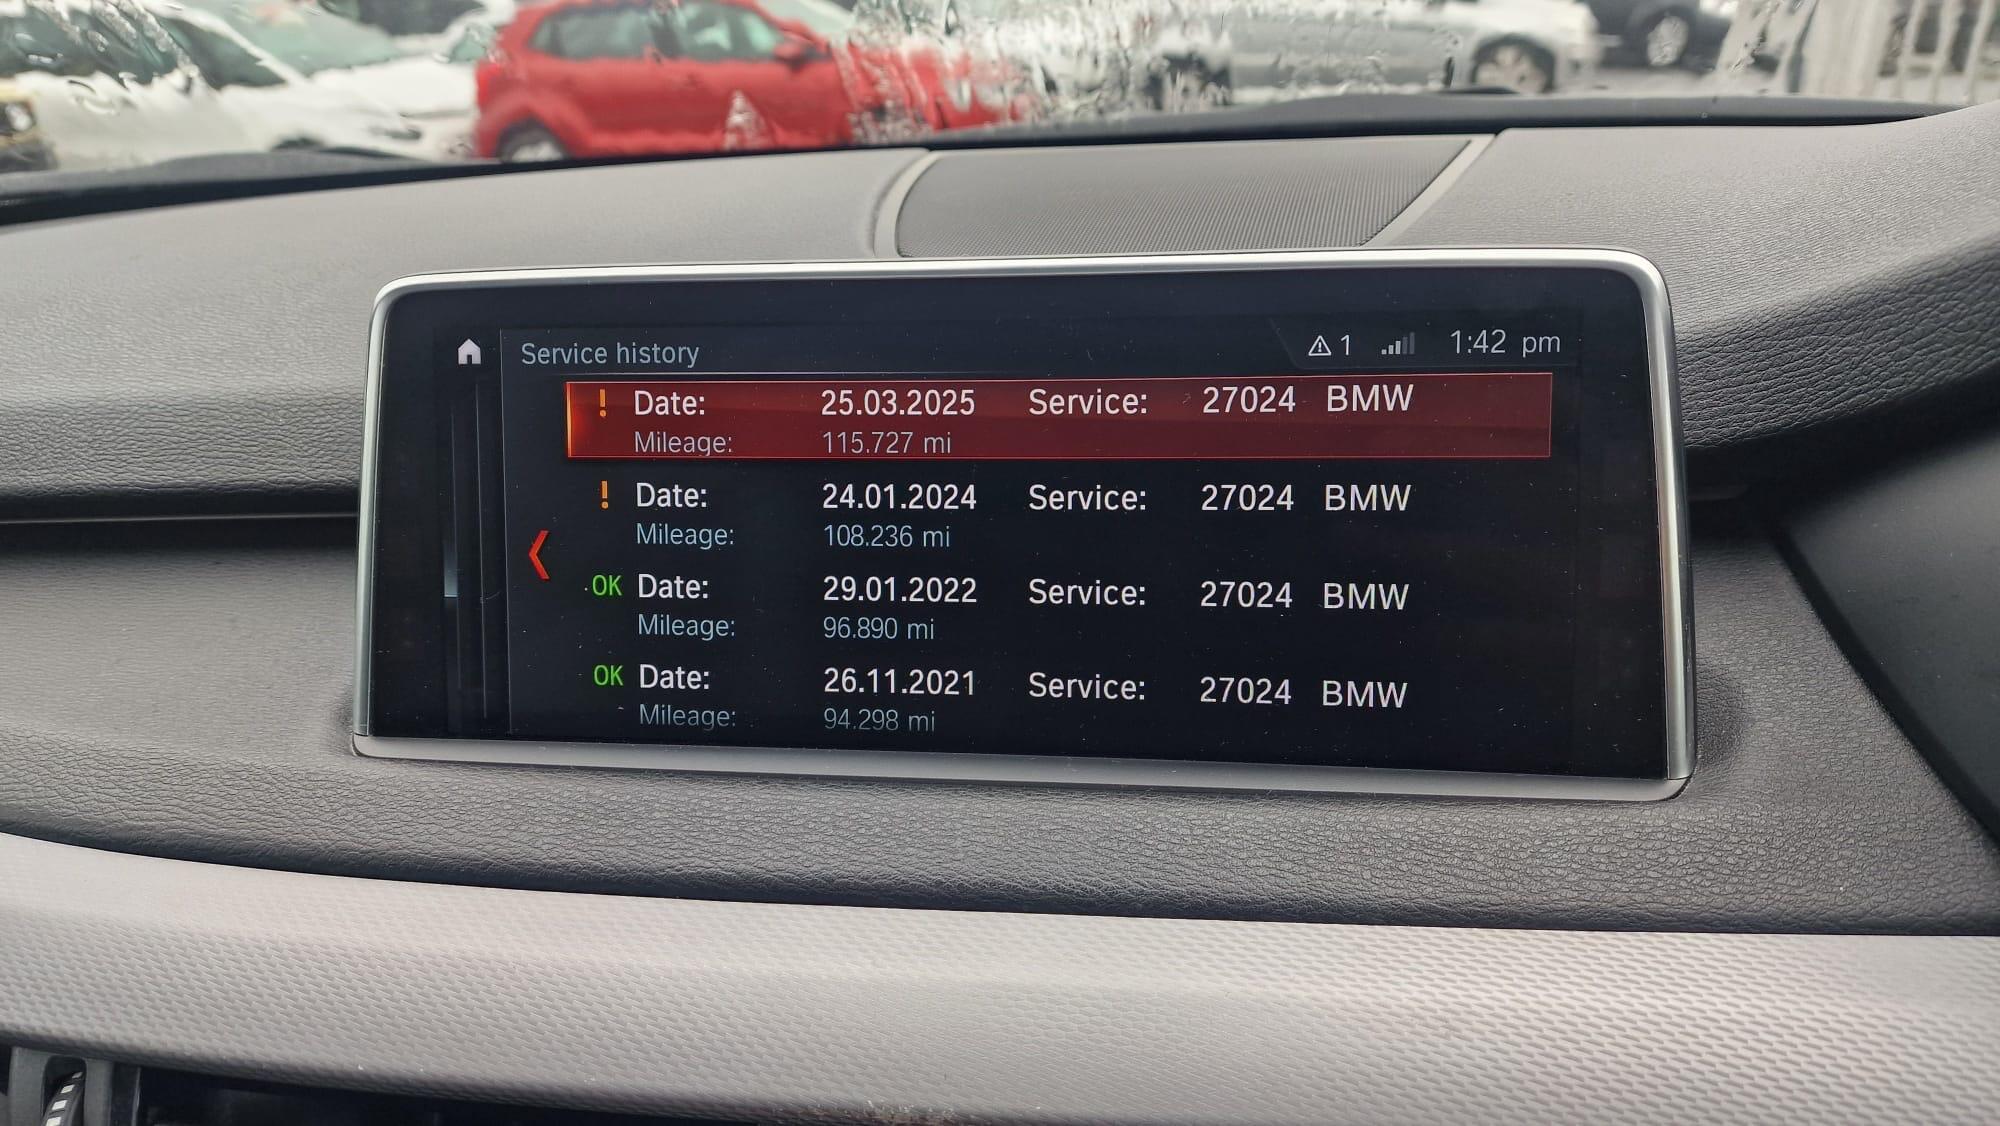 Service history
1
1:42 pm
! Date: 25.03.2025 Service: 27024 BMW
Mileage: 115.727 mi
! Date: 24.01.2024 Service: 27024 BMW
Mileage: 108.236 mi
OK Date: 29.01.2022 Service: 27024 BMW
Mileage: 96.890 mi
OK Date: 26.11.2021 Service: 27024 BMW
Mileage: 94.298 mi